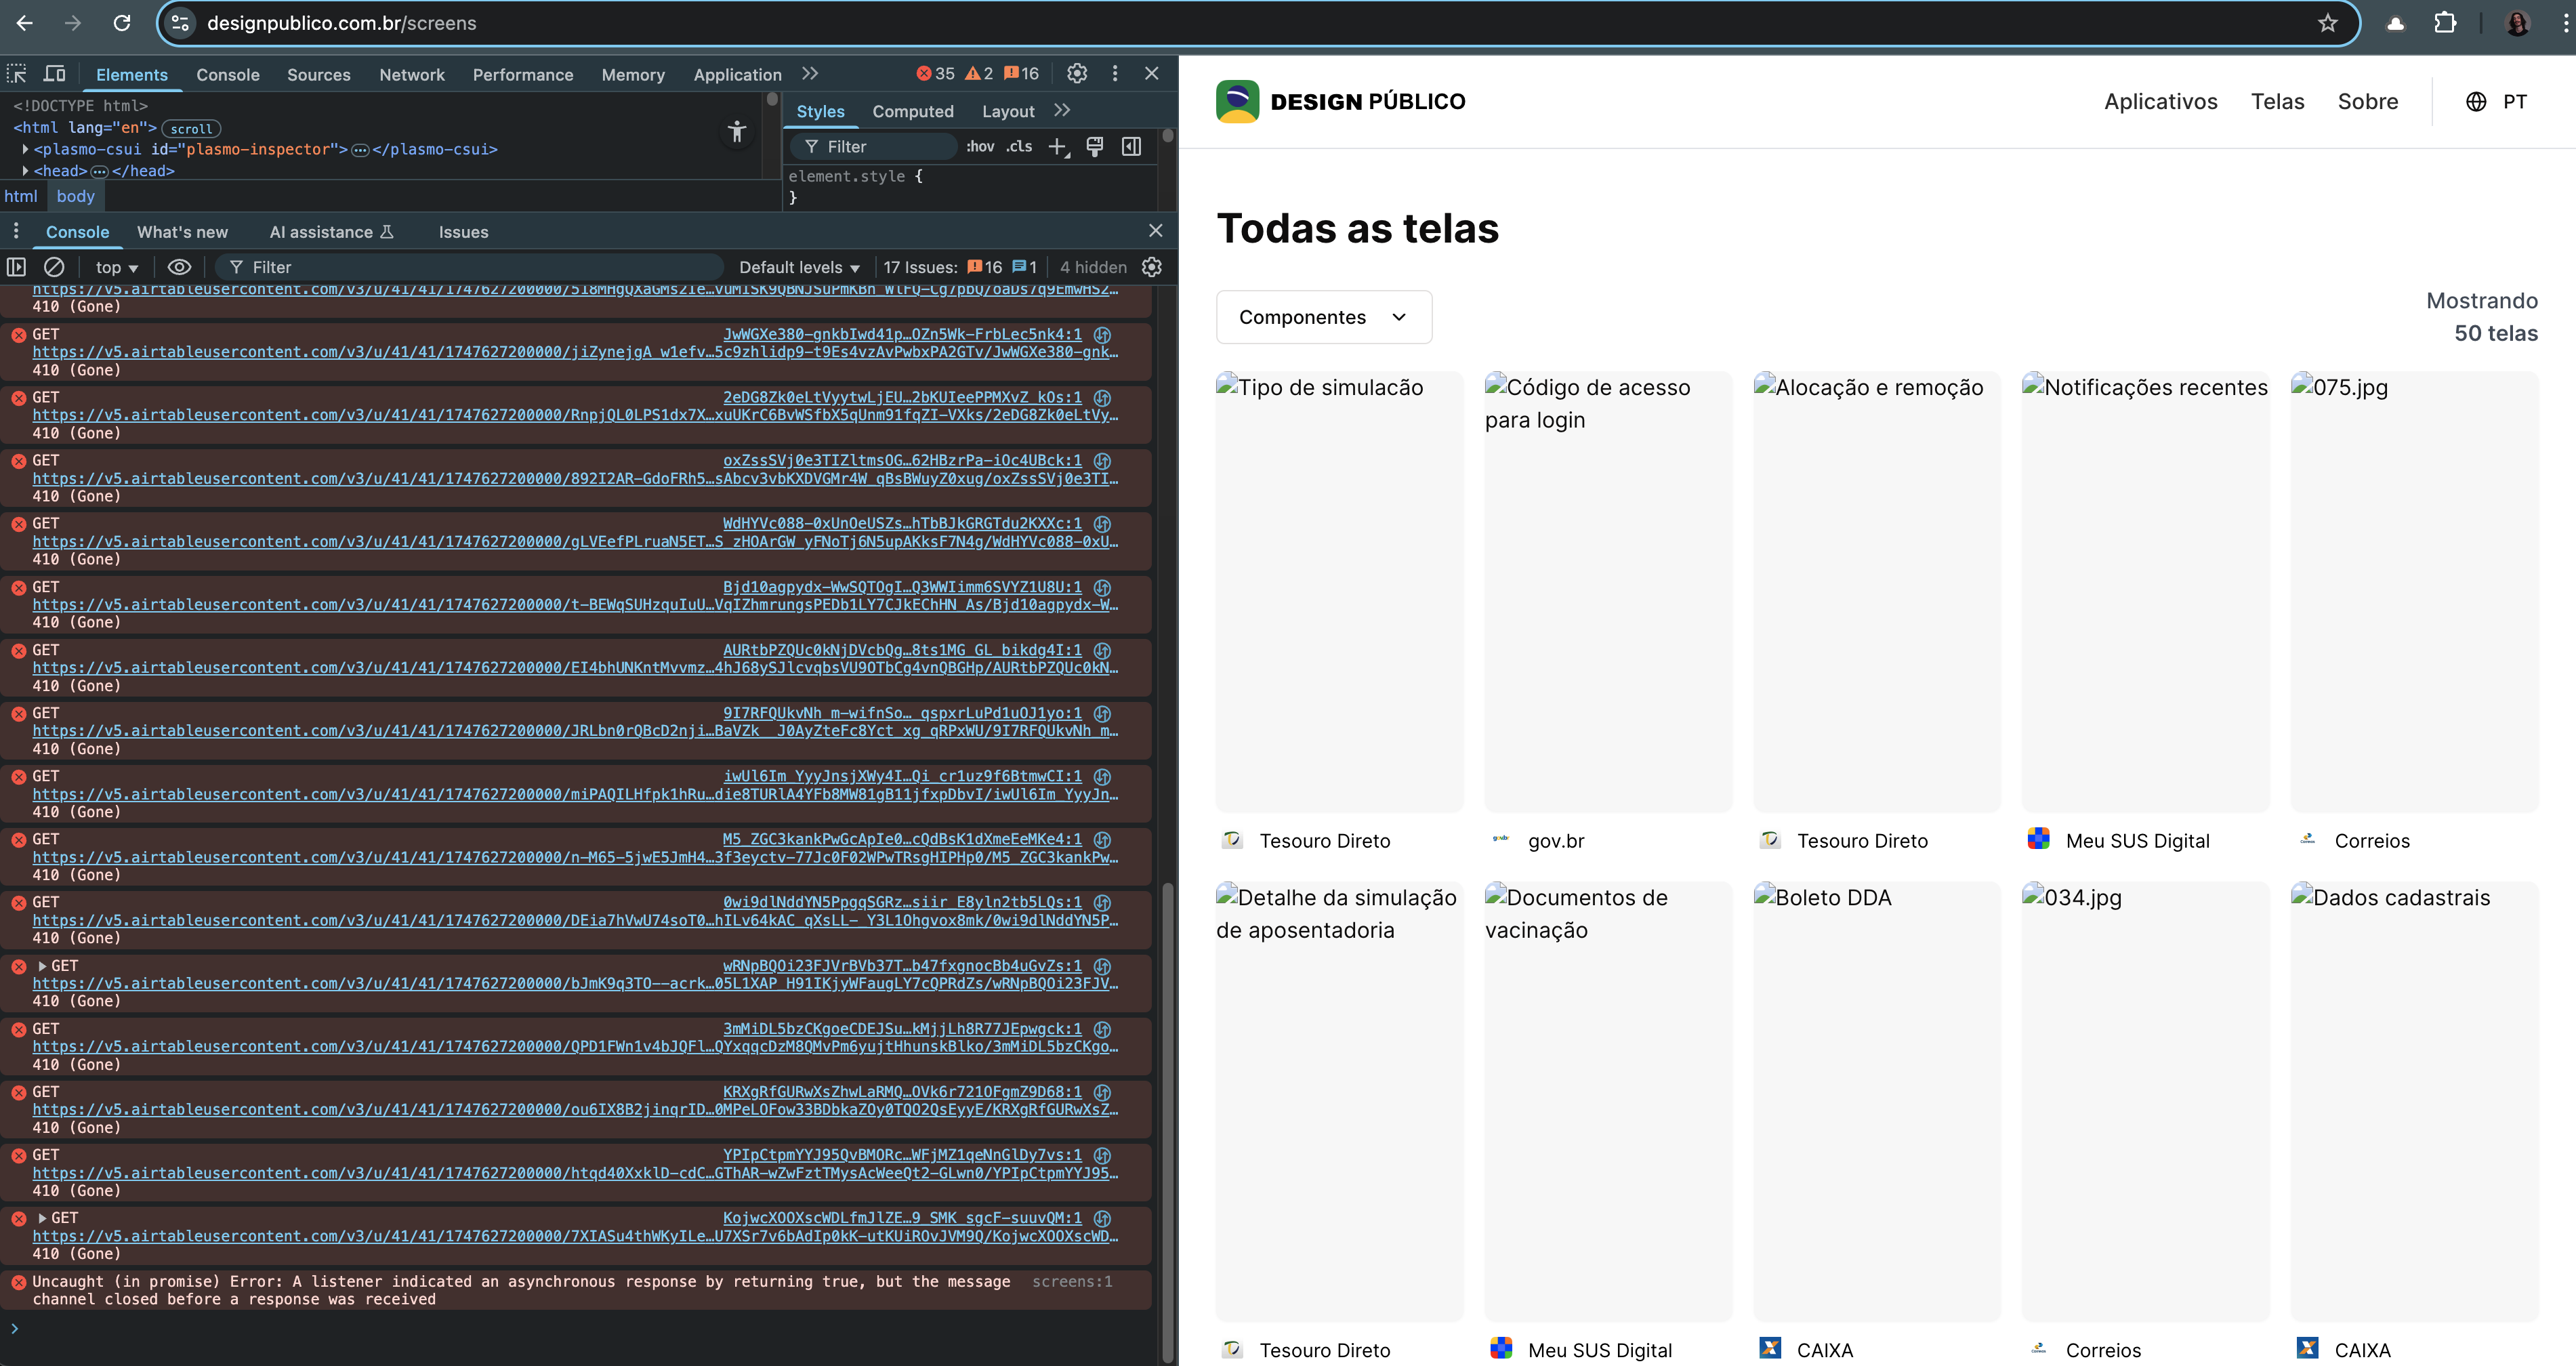 designpublico.com.br/screens
Elements Console Sources Network Performance Memory Application 35 2 16
<!DOCTYPE html>
<html lang="en"> scroll
<plasmo-csui id="plasmo-inspector"> … </plasmo-csui>
<head> … </head>
html body
Styles Computed Layout
Filter :hov .cls
element.style {
}
Console What's new AI assistance Issues
top Filter Default levels 17 Issues: 16 1 4 hidden
410 (Gone)
GET JwWGXe380-gnkbIwd41p…OZn5Wk-FrbLec5nk4:1
https://v5.airtableusercontent.com/v3/u/41/41/1747627200000/jiZynejgA_w1efv…5c9zhlidp9-t9Es4vzAvPwbxPA2GTv/JwWGXe380-gnk…
410 (Gone)
GET 2eDG8Zk0eLtVyytwLjEU…2bKUIeePPMXvZ_kOs:1
https://v5.airtableusercontent.com/v3/u/41/41/1747627200000/RnpjQL0LPS1dx7X…xuUKrC6BvWSfbX5qUnm91fqZI-VXks/2eDG8Zk0eLtVy…
410 (Gone)
GET oxZssSVj0e3TIZltmsOG…62HBzrPa-iOc4UBck:1
https://v5.airtableusercontent.com/v3/u/41/41/1747627200000/892I2AR-GdoFRh5…sAbcv3vbKXDVGMr4W_qBsBWuyZ0xug/oxZssSVj0e3TI…
410 (Gone)
GET WdHYVc088-0xUnOeUSZs…hTbBJkGRGTdu2KXXc:1
https://v5.airtableusercontent.com/v3/u/41/41/1747627200000/gLVEefPLruaN5ET…S_zHOArGW_yFNoTj6N5upAKksF7N4g/WdHYVc088-0xU…
410 (Gone)
GET Bjd10agpydx-WwSQTOgI…Q3WWIimm6SVYZ1U8U:1
https://v5.airtableusercontent.com/v3/u/41/41/1747627200000/t-BEWqSUHzquIuU…VqIZhmrungsPEDb1LY7CJkEChHN_As/Bjd10agpydx-W…
410 (Gone)
GET AURtbPZQUc0kNjDVcbQg…8ts1MG_GL_bikdg4I:1
https://v5.airtableusercontent.com/v3/u/41/41/1747627200000/EI4bhUNKntMvvmz…4hJ68ySJlcvqbsVU9OTbCg4vnQBGHp/AURtbPZQUc0kN…
410 (Gone)
GET 9I7RFQUkvNh_m-wifnSo…_qspxrLuPd1uOJ1yo:1
https://v5.airtableusercontent.com/v3/u/41/41/1747627200000/JRLbn0rQBcD2nji…BaVZk__J0AyZteFc8Yct_xg_qRPxWU/9I7RFQUkvNh_m…
410 (Gone)
GET iwUl6Im_YyyJnsjXWy4I…Qi_cr1uz9f6BtmwCI:1
https://v5.airtableusercontent.com/v3/u/41/41/1747627200000/miPAQILHfpk1hRu…die8TURlA4YFb8MW81gB11jfxpDbvI/iwUl6Im_YyyJn…
410 (Gone)
GET M5_ZGC3kankPwGcApIe0…cQdBsK1dXmeEeMKe4:1
https://v5.airtableusercontent.com/v3/u/41/41/1747627200000/n-M65-5jwE5JmH4…3f3eyctv-77Jc0F02WPwTRsgHIPHp0/M5_ZGC3kankPw…
410 (Gone)
GET 0wi9dlNddYN5PpgqSGRz…siir_E8yln2tb5LQs:1
https://v5.airtableusercontent.com/v3/u/41/41/1747627200000/DEia7hVwU74soT0…hILv64kAC_qXsLL-_Y3L1Ohgvox8mk/0wi9dlNddYN5P…
410 (Gone)
GET wRNpBQOi23FJVrBVb37T…b47fxgnocBb4uGvZs:1
https://v5.airtableusercontent.com/v3/u/41/41/1747627200000/bJmK9q3TO--acrk…05L1XAP_H91IKjyWFaugLY7cQPRdZs/wRNpBQOi23FJV…
410 (Gone)
GET 3mMiDL5bzCKgoeCDEJSu…kMjjLh8R77JEpwgck:1
https://v5.airtableusercontent.com/v3/u/41/41/1747627200000/QPD1FWn1v4bJQFl…QYxqqcDzM8QMvPm6yujtHhunskBlko/3mMiDL5bzCKgo…
410 (Gone)
GET KRXgRfGURwXsZhwLaRMQ…OVk6r721OFgmZ9D68:1
https://v5.airtableusercontent.com/v3/u/41/41/1747627200000/ou6IX8B2jinqrID…0MPeLOFow33BDbkaZOy0TQO2QsEyyE/KRXgRfGURwXsZ…
410 (Gone)
GET YPIpCtpmYYJ95QvBMORc…WFjMZ1qeNnGlDy7vs:1
https://v5.airtableusercontent.com/v3/u/41/41/1747627200000/htqd40XxklD-cdC…GThAR-wZwFztTMysAcWeeQt2-GLwn0/YPIpCtpmYYJ95…
410 (Gone)
GET KojwcXOOXscWDLfmJlZE…9_SMK_sgcF-suuvQM:1
https://v5.airtableusercontent.com/v3/u/41/41/1747627200000/7XIASu4thWKyILe…U7XSr7v6bAdIp0kK-utKUiROvJVM9Q/KojwcXOOXscWD…
410 (Gone)
Uncaught (in promise) Error: A listener indicated an asynchronous response by returning true, but the message screens:1
channel closed before a response was received
DESIGN PÚBLICO Aplicativos Telas Sobre PT
Todas as telas
Componentes
Mostrando
50 telas
Tipo de simulacão
Código de acesso
para login
Alocação e remoção
Notificações recentes
075.jpg
Tesouro Direto
gov.br
Tesouro Direto
Meu SUS Digital
Correios
Detalhe da simulação
de aposentadoria
Documentos de
vacinação
Boleto DDA
034.jpg
Dados cadastrais
Tesouro Direto
Meu SUS Digital
CAIXA
Correios
CAIXA